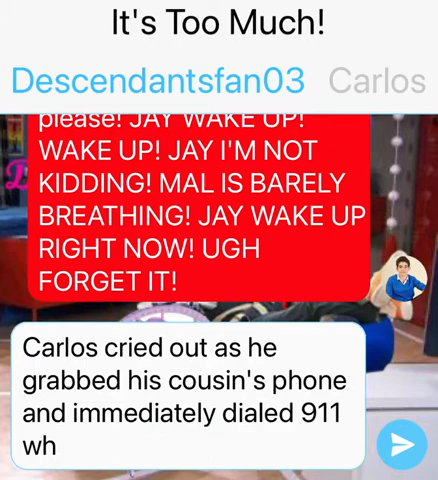 It's Too Much!
Descendantsfan03 Carlos
please! JAY WAKE UP!
WAKE UP! JAY I'M NOT
KIDDING! MAL IS BARELY
BREATHING! JAY WAKE UP
RIGHT NOW! UGH
FORGET IT!
Carlos cried out as he
grabbed his cousin's phone
and immediately dialed 911
wh